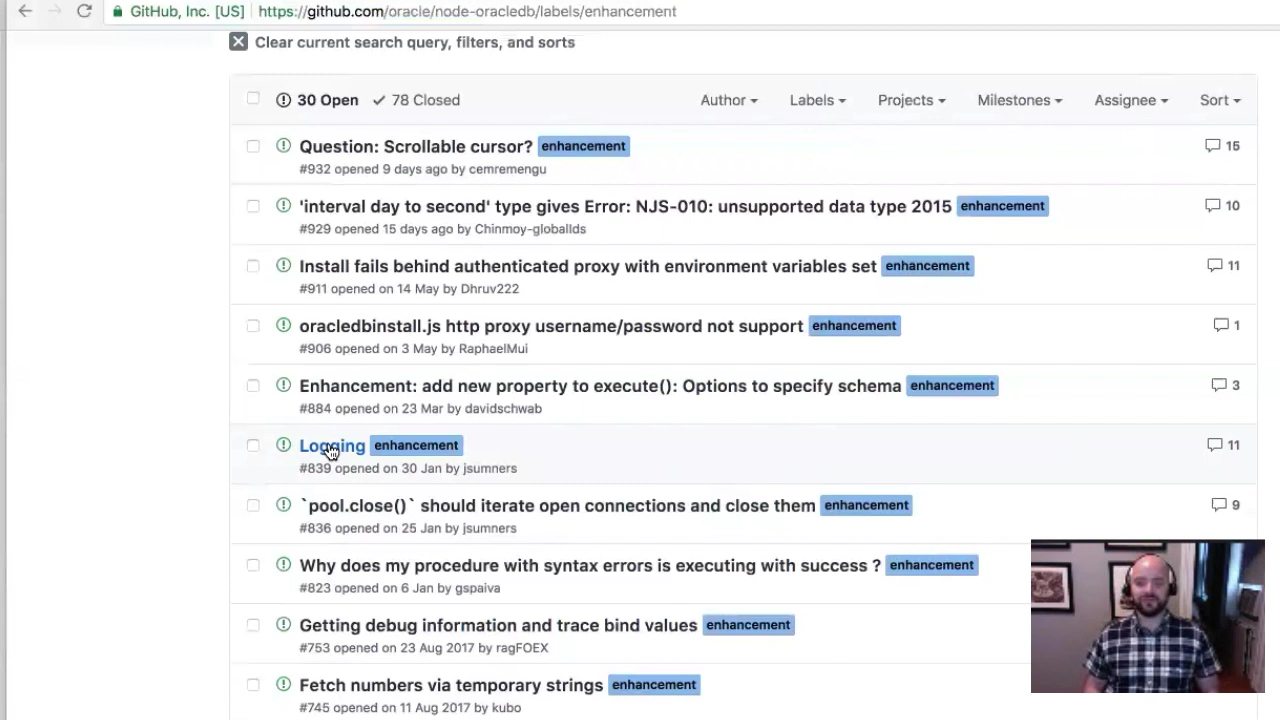 GitHub, Inc. [US] https://github.com/oracle/node-oracledb/labels/enhancement
Clear current search query, filters, and sorts
30 Open 78 Closed Author Labels Projects Milestones Assignee Sort
Question: Scrollable cursor? enhancement 15
#932 opened 9 days ago by cemremengu
'interval day to second' type gives Error: NJS-010: unsupported data type 2015 enhancement 10
#929 opened 15 days ago by Chinmoy-globallds
Install fails behind authenticated proxy with environment variables set enhancement 11
#911 opened on 14 May by Dhruv222
oracledbinstall.js http proxy username/password not support enhancement 1
#906 opened on 3 May by RaphaelMui
Enhancement: add new property to execute(): Options to specify schema enhancement 3
#884 opened on 23 Mar by davidschwab
Logging enhancement 11
#839 opened on 30 Jan by jsumners
`pool.close()` should iterate open connections and close them enhancement 9
#836 opened on 25 Jan by jsumners
Why does my procedure with syntax errors is executing with success ? enhancement
#823 opened on 6 Jan by gspaiva
Getting debug information and trace bind values enhancement
#753 opened on 23 Aug 2017 by ragFOEX
Fetch numbers via temporary strings enhancement
#745 opened on 11 Aug 2017 by kubo